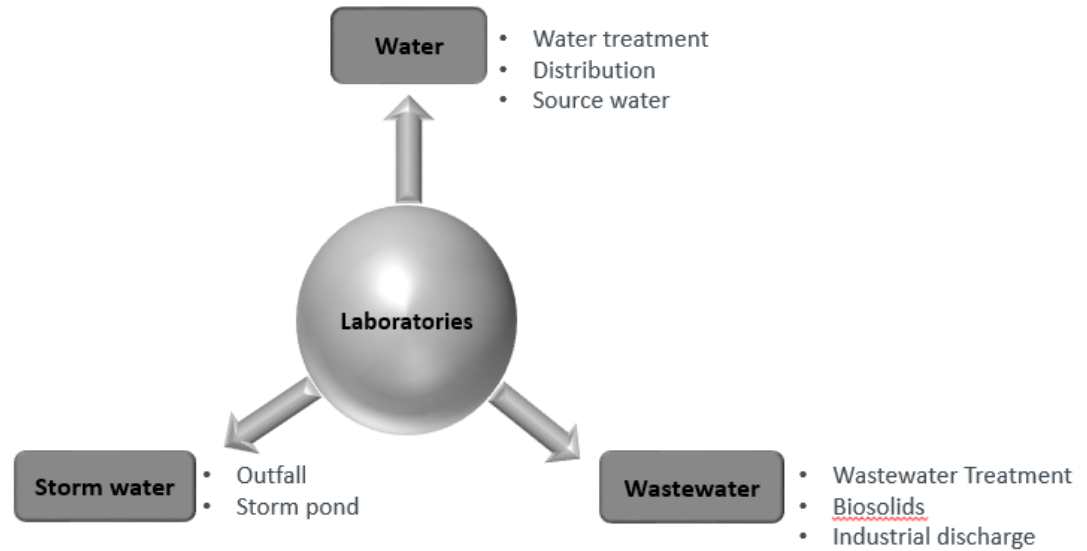 Water
• Water treatment
• Distribution
• Source water
Laboratories
Storm water
• Outfall
• Storm pond
Wastewater
• Wastewater Treatment
• Biosolids
• Industrial discharge